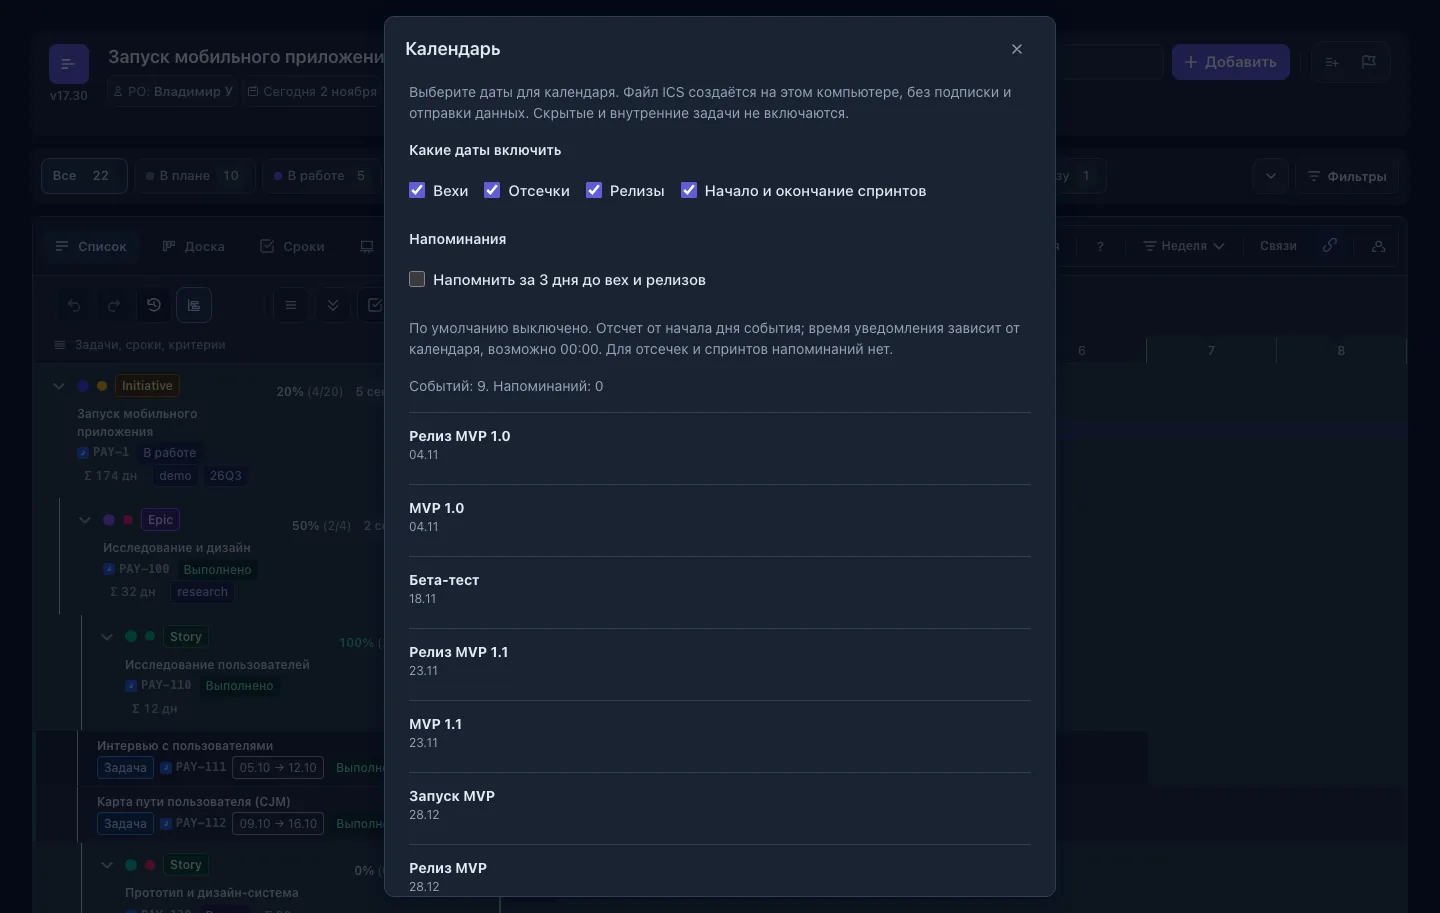 Календарь
Запуск мобильного приложени
Добавить
v17.30
PO: Владимир У
Сегодня 2 ноября
Выберите даты для календаря. Файл ICS создаётся на этом компьютере, без подписки и
отправки данных. Скрытые и внутренние задачи не включаются.
Какие даты включить
Все 22
В плане 10
В работе 5
зу 1
Фильтры
Вехи
Отсечки
Релизы
Начало и окончание спринтов
Список
Доска
Сроки
?
Неделя
Связи
Напоминания
Напомнить за 3 дня до вех и релизов
По умолчанию выключено. Отсчет от начала дня события; время уведомления зависит от
календаря, возможно 00:00. Для отсечек и спринтов напоминаний нет.
Задачи, сроки, критерии
6
7
8
Событий: 9. Напоминаний: 0
Initiative
20% (4/20)
5 сен
Запуск мобильного
приложения
PAY-1
В работе
Σ 174 дн
demo
26Q3
Epic
50% (2/4)
2 се
Исследование и дизайн
PAY-100
Выполнено
Σ 32 дн
research
Story
100%
Исследование пользователей
PAY-110
Выполнено
Σ 12 дн
Интервью с пользователями
Задача
PAY-111
05.10 → 12.10
Выполн
Карта пути пользователя (CJM)
Задача
PAY-112
09.10 → 16.10
Выполн
Story
0%
Прототип и дизайн-система
Релиз MVP 1.0
04.11
MVP 1.0
04.11
Бета-тест
18.11
Релиз MVP 1.1
23.11
MVP 1.1
23.11
Запуск MVP
28.12
Релиз MVP
28.12